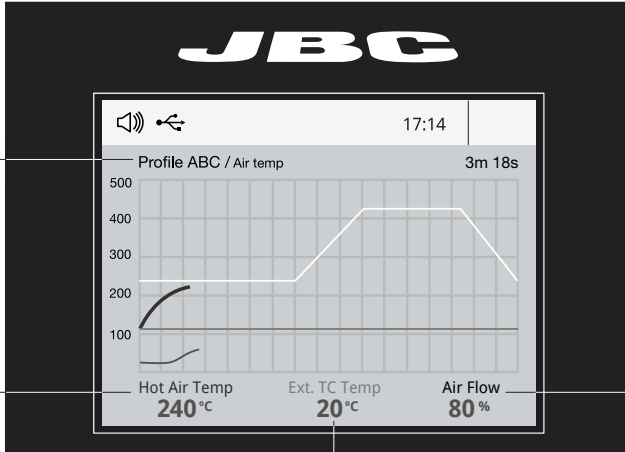 JBC
17:14
Profile ABC / Air temp 3m 18s
500
400
300
200
100
Hot Air Temp Ext. TC Temp Air Flow
240 °C 20 °C 80 %